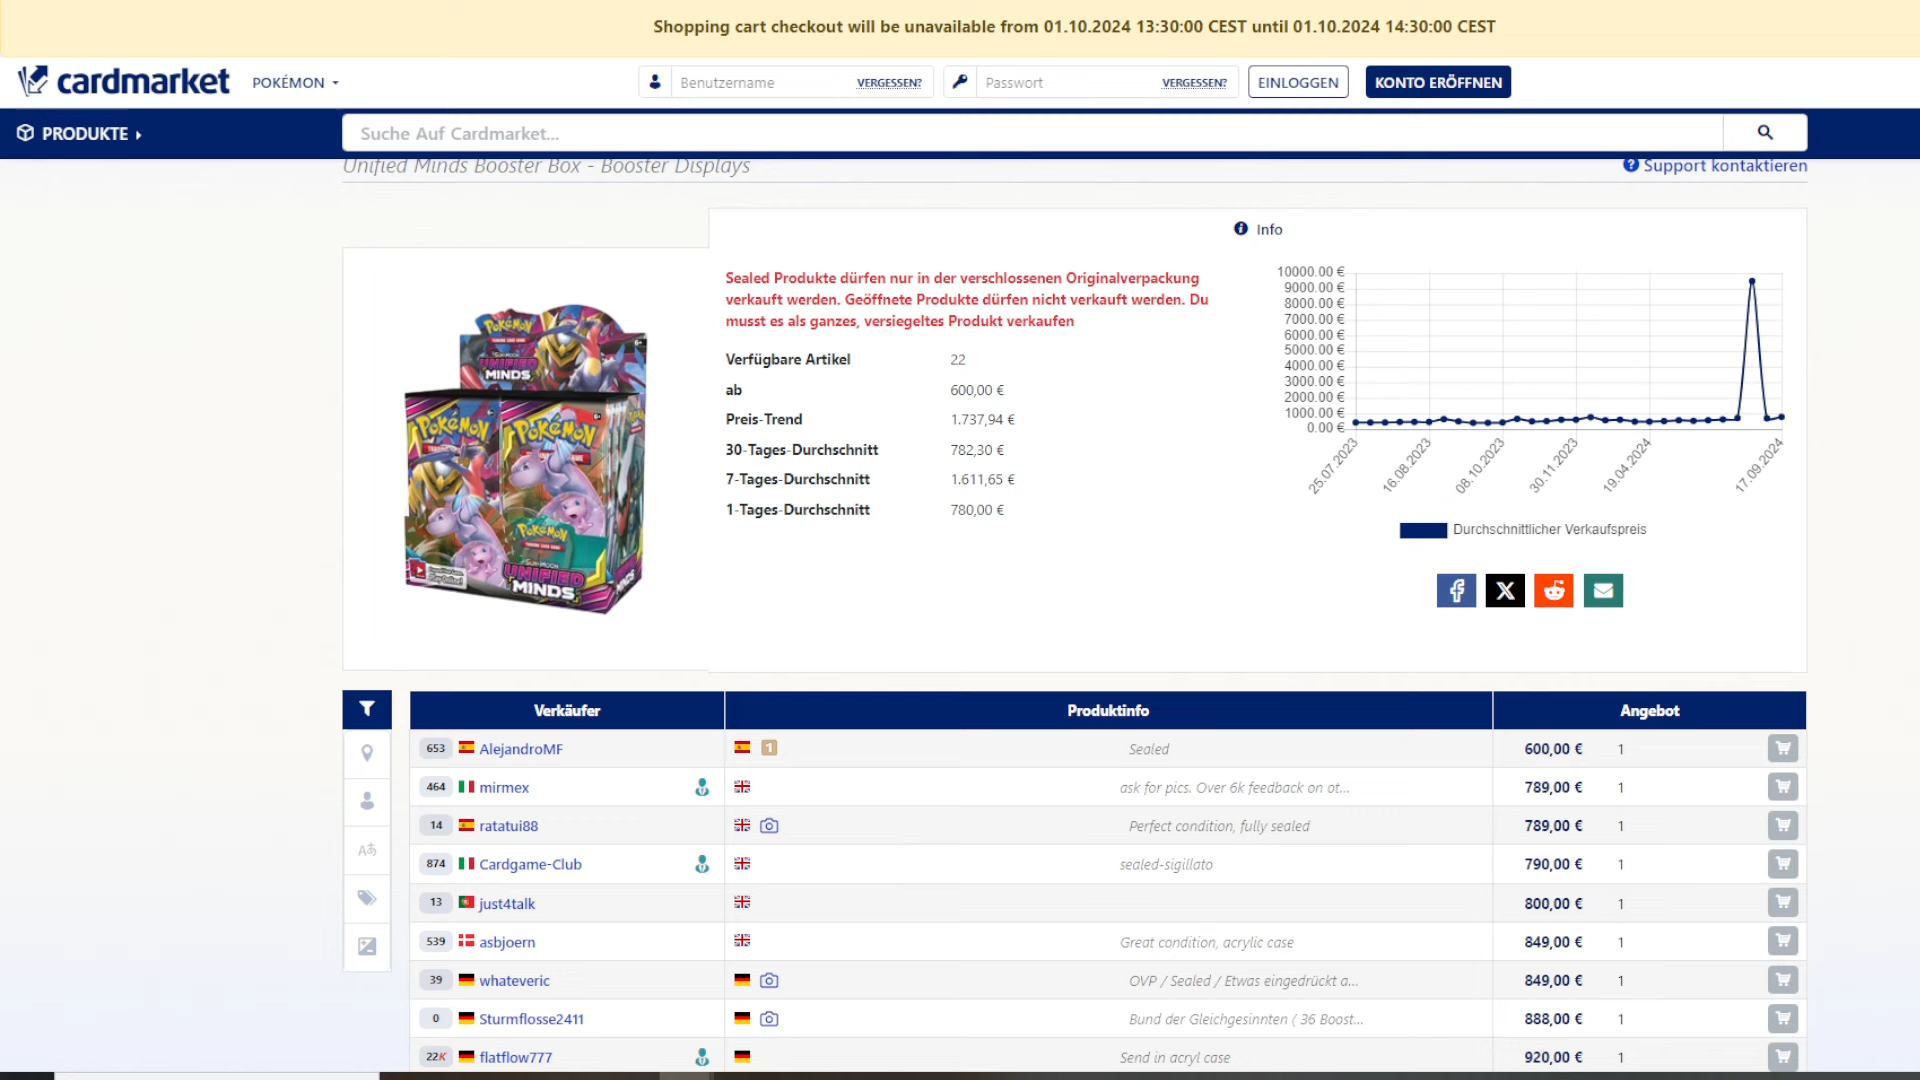 Shopping cart checkout will be unavailable from 01.10.2024 13:30:00 CEST until 01.10.2024 14:30:00 CEST
cardmarket
POKÉMON
Benutzername
VERGESSEN?
Passwort
VERGESSEN?
EINLOGGEN
KONTO ERÖFFNEN
PRODUKTE
Suche Auf Cardmarket...
Unified Minds Booster Box - Booster Displays
Support kontaktieren
Info
Sealed Produkte dürfen nur in der verschlossenen Originalverpackung
verkauft werden. Geöffnete Produkte dürfen nicht verkauft werden. Du
musst es als ganzes, versiegeltes Produkt verkaufen
Verfügbare Artikel 22
ab 600,00 €
Preis-Trend 1.737,94 €
30-Tages-Durchschnitt 782,30 €
7-Tages-Durchschnitt 1.611,65 €
1-Tages-Durchschnitt 780,00 €
10000.00 €
9000.00 €
8000.00 €
7000.00 €
6000.00 €
5000.00 €
4000.00 €
3000.00 €
2000.00 €
1000.00 €
0.00 €
25.07.2023
16.08.2023
08.10.2023
30.11.2023
19.04.2024
17.09.2024
Durchschnittlicher Verkaufspreis
Pokémon
UNIFIED
MINDS
Pokémon
Pokémon
Pokémon
UNIFIED
MINDS
Verkäufer Produktinfo Angebot
653 AlejandroMF 1 Sealed 600,00 € 1
464 mirmex ask for pics. Over 6k feedback on ot... 789,00 € 1
14 ratatui88 Perfect condition, fully sealed 789,00 € 1
874 Cardgame-Club sealed-sigillato 790,00 € 1
13 just4talk 800,00 € 1
539 asbjoern Great condition, acrylic case 849,00 € 1
39 whateveric OVP / Sealed / Etwas eingedrückt a... 849,00 € 1
0 Sturmflosse2411 Bund der Gleichgesinnten ( 36 Boost... 888,00 € 1
22K flatflow777 Send in acryl case 920,00 € 1